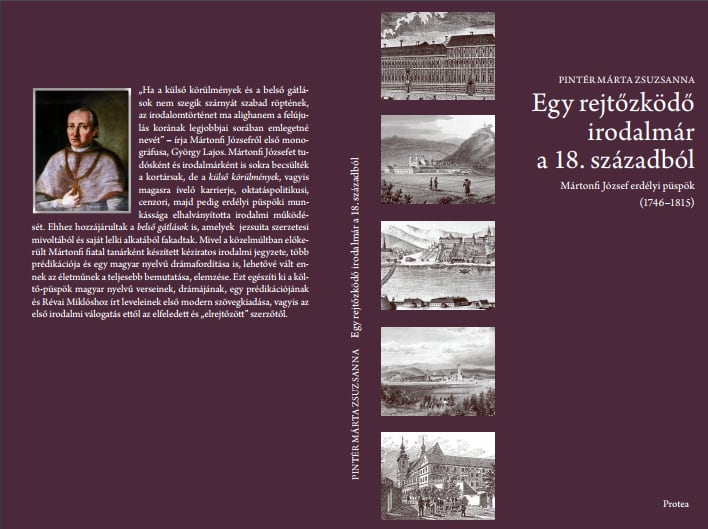 „Ha a külső körülmények és a belső gátlá-
sok nem szegik szárnyát szabad röptének,
az irodalomtörténet ma alighanem a felúju-
lás korának legjobbjai sorában emlegetné
nevét” – írja Mártonfi Józsefről első mono-
gráfusa, György Lajos. Mártonfi Józsefet tu-
dósként és irodalmárként is sokra becsülték
a kortársak, de a külső körülmények, vagyis
magasra ívelő karrierje, oktatáspolitikusi,
cenzori, majd pedig erdélyi püspöki mun-
kássága elhalványította irodalmi működé-
sét. Ehhez hozzájárultak a belső gátlások is, amelyek jezsuita szerzetesi
mivoltából és saját lelki alkatából fakadtak. Mivel a közelmúltban előke-
rült Mártonfi fiatal tanárként készített kéziratos irodalmi jegyzete, több
prédikációja és egy magyar nyelvű drámafordítása is, lehetővé vált en-
nek az életműnek a teljesebb bemutatása, elemzése. Ezt egészíti ki a köl-
tő-püspök magyar nyelvű verseinek, drámájának, egy prédikációjának
és Révai Miklóshoz írt leveleinek első modern szövegkiadása, vagyis az
első irodalmi válogatás ettől az elfeledett és „elrejtőzött” szerzőtől.
PINTÉR MÁRTA ZSUZSANNA Egy rejtőzködő irodalmár a 18. századból
PINTÉR MÁRTA ZSUZSANNA
Egy rejtőzködő
irodalmár
a 18. századból
Mártonfi József erdélyi püspök
(1746–1815)
Protea